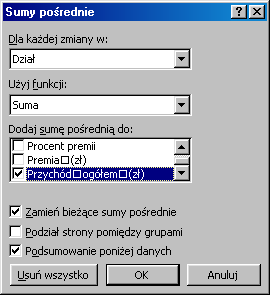 Sumy pośrednie
Dla każdej zmiany w:
Dział
Użyj funkcji:
Suma
Dodaj sumę pośrednią do:
Procent premii
Premia□(zł)
Przychód□ogółem□(zł)
Zamień bieżące sumy pośrednie
Podział strony pomiędzy grupami
Podsumowanie poniżej danych
Usuń wszystko
OK
Anuluj